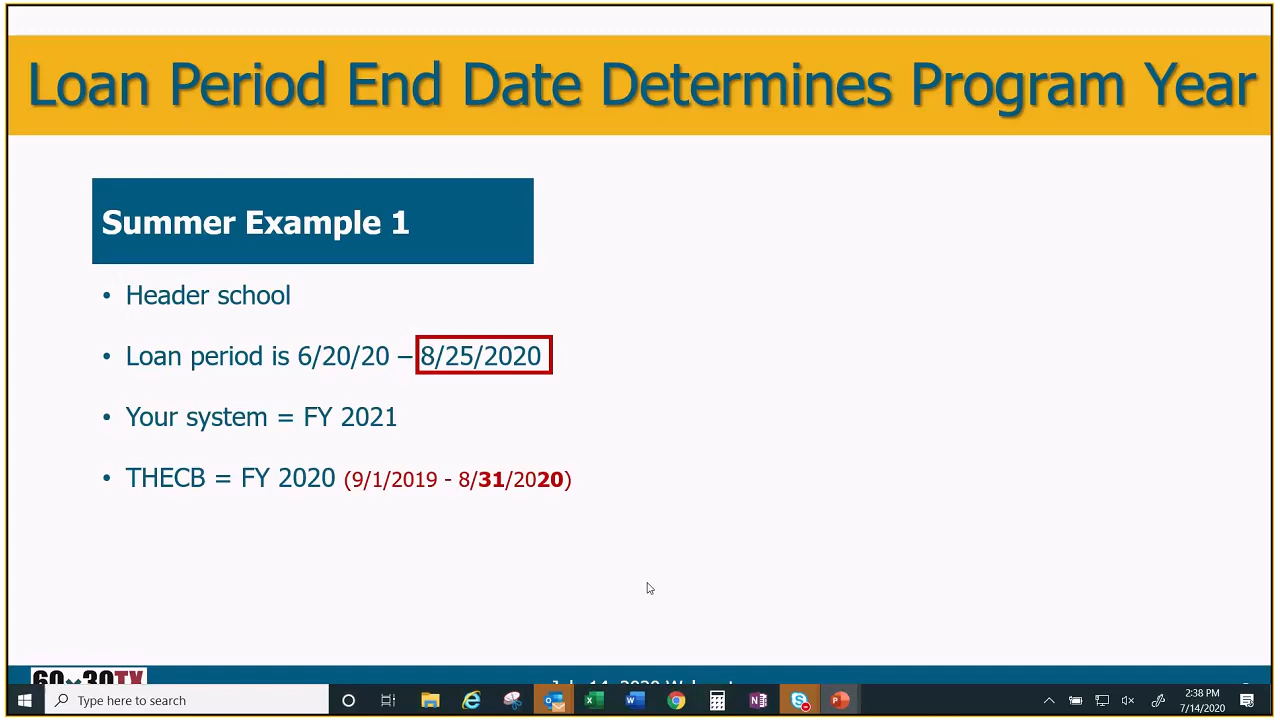 Loan Period End Date Determines Program Year
Summer Example 1
• Header school
• Loan period is 6/20/20 – 8/25/2020
• Your system = FY 2021
• THECB = FY 2020 (9/1/2019 - 8/31/2020)
60x30TX
Type here to search
2:38 PM
7/14/2020